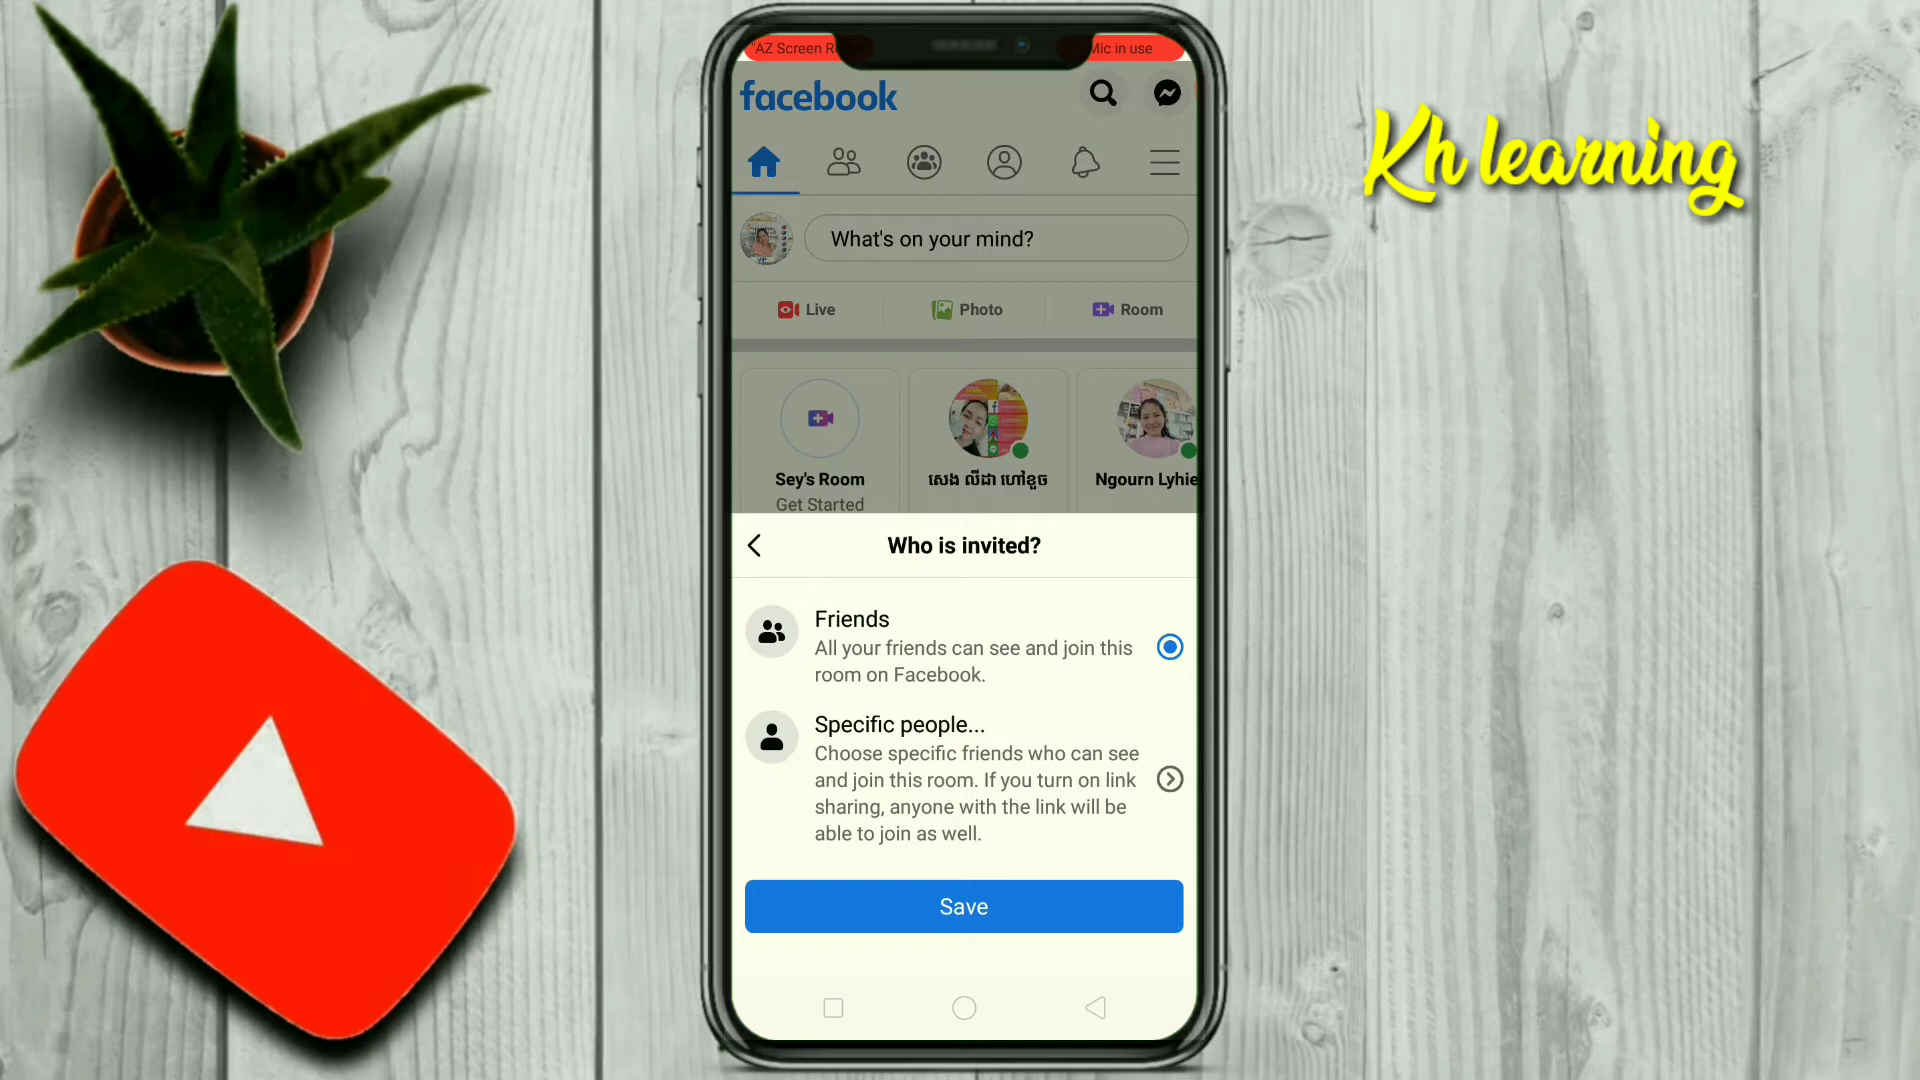 "AZ Screen R
Mic in use
facebook
What's on your mind?
Live
Photo
Room
VIP
Sey's Room
Get Started
សេង លីដា ហៅខួច
Ngourn Lyhie
Who is invited?
Friends
All your friends can see and join this
room on Facebook.
Specific people...
Choose specific friends who can see
and join this room. If you turn on link
sharing, anyone with the link will be
able to join as well.
Save
Kh learning